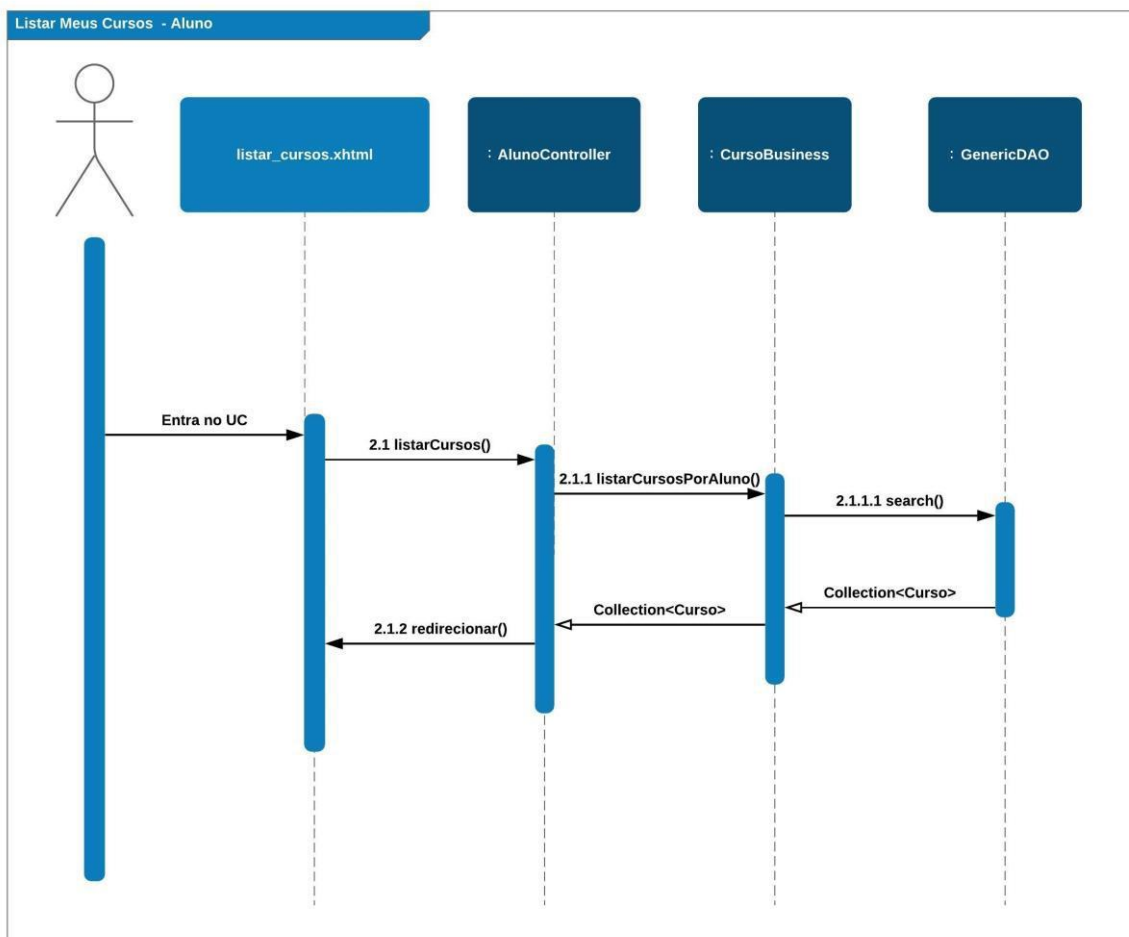 Listar Meus Cursos - Aluno
listar_cursos.xhtml
: AlunoController
: CursoBusiness
: GenericDAO
Entra no UC
2.1 listarCursos()
2.1.1 listarCursosPorAluno()
2.1.1.1 search()
Collection<Curso>
Collection<Curso>
2.1.2 redirecionar()